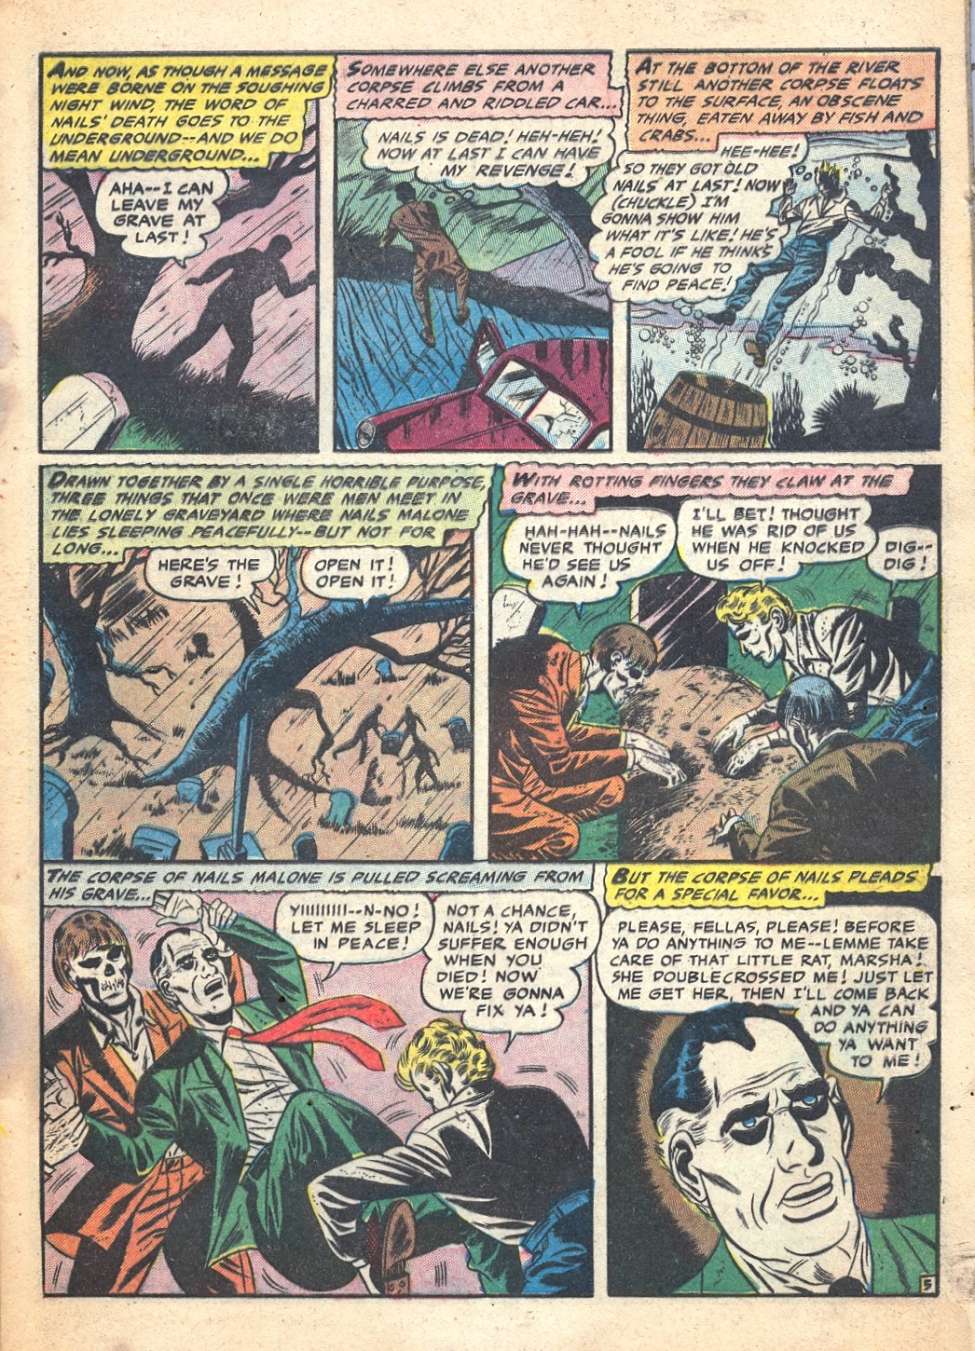 AND NOW, AS THOUGH A MESSAGE
WERE BORNE ON THE SOUGHING
NIGHT WIND, THE WORD OF
NAILS' DEATH GOES TO THE
UNDERGROUND--AND WE DO
MEAN UNDERGROUND...
AHA--I CAN
LEAVE MY
GRAVE AT
LAST!
SOMEWHERE ELSE ANOTHER
CORPSE CLIMBS FROM A
CHARRED AND RIDDLED CAR...
NAILS IS DEAD! HEH-HEH!
NOW AT LAST I CAN HAVE
MY REVENGE!
AT THE BOTTOM OF THE RIVER
STILL ANOTHER CORPSE FLOATS
TO THE SURFACE, AN OBSCENE
THING, EATEN AWAY BY FISH AND
CRABS...
HEE-HEE!
SO THEY GOT OLD
NAILS AT LAST! NOW
(CHUCKLE) I'M
GONNA SHOW HIM
WHAT IT'S LIKE! HE'S
A FOOL IF HE THINKS
HE'S GOING TO
FIND PEACE!
DRAWN TOGETHER BY A SINGLE HORRIBLE PURPOSE,
THREE THINGS THAT ONCE WERE MEN MEET IN
THE LONELY GRAVEYARD WHERE NAILS MALONE
LIES SLEEPING PEACEFULLY--BUT NOT FOR
LONG...
HERE'S THE
GRAVE!
OPEN IT!
OPEN IT!
WITH ROTTING FINGERS THEY CLAW AT THE
GRAVE...
HAH-HAH--NAILS
NEVER THOUGHT
HE'D SEE US
AGAIN!
I'LL BET! THOUGHT
HE WAS RID OF US
WHEN HE KNOCKED
US OFF!
DIG--
DIG!
THE CORPSE OF NAILS MALONE IS PULLED SCREAMING FROM
HIS GRAVE...
YIIIIIIIII--N-NO!
LET ME SLEEP
IN PEACE!
NOT A CHANCE,
NAILS! YA DIDN'T
SUFFER ENOUGH
WHEN YOU
DIED! NOW
WE'RE GONNA
FIX YA!
BUT THE CORPSE OF NAILS PLEADS
FOR A SPECIAL FAVOR...
PLEASE, FELLAS, PLEASE! BEFORE
YA DO ANYTHING TO ME--LEMME TAKE
CARE OF THAT LITTLE RAT, MARSHA!
SHE DOUBLECROSSED ME! JUST LET
ME GET HER, THEN I'LL COME BACK
AND YA CAN
DO ANYTHING
YA WANT
TO ME!
5